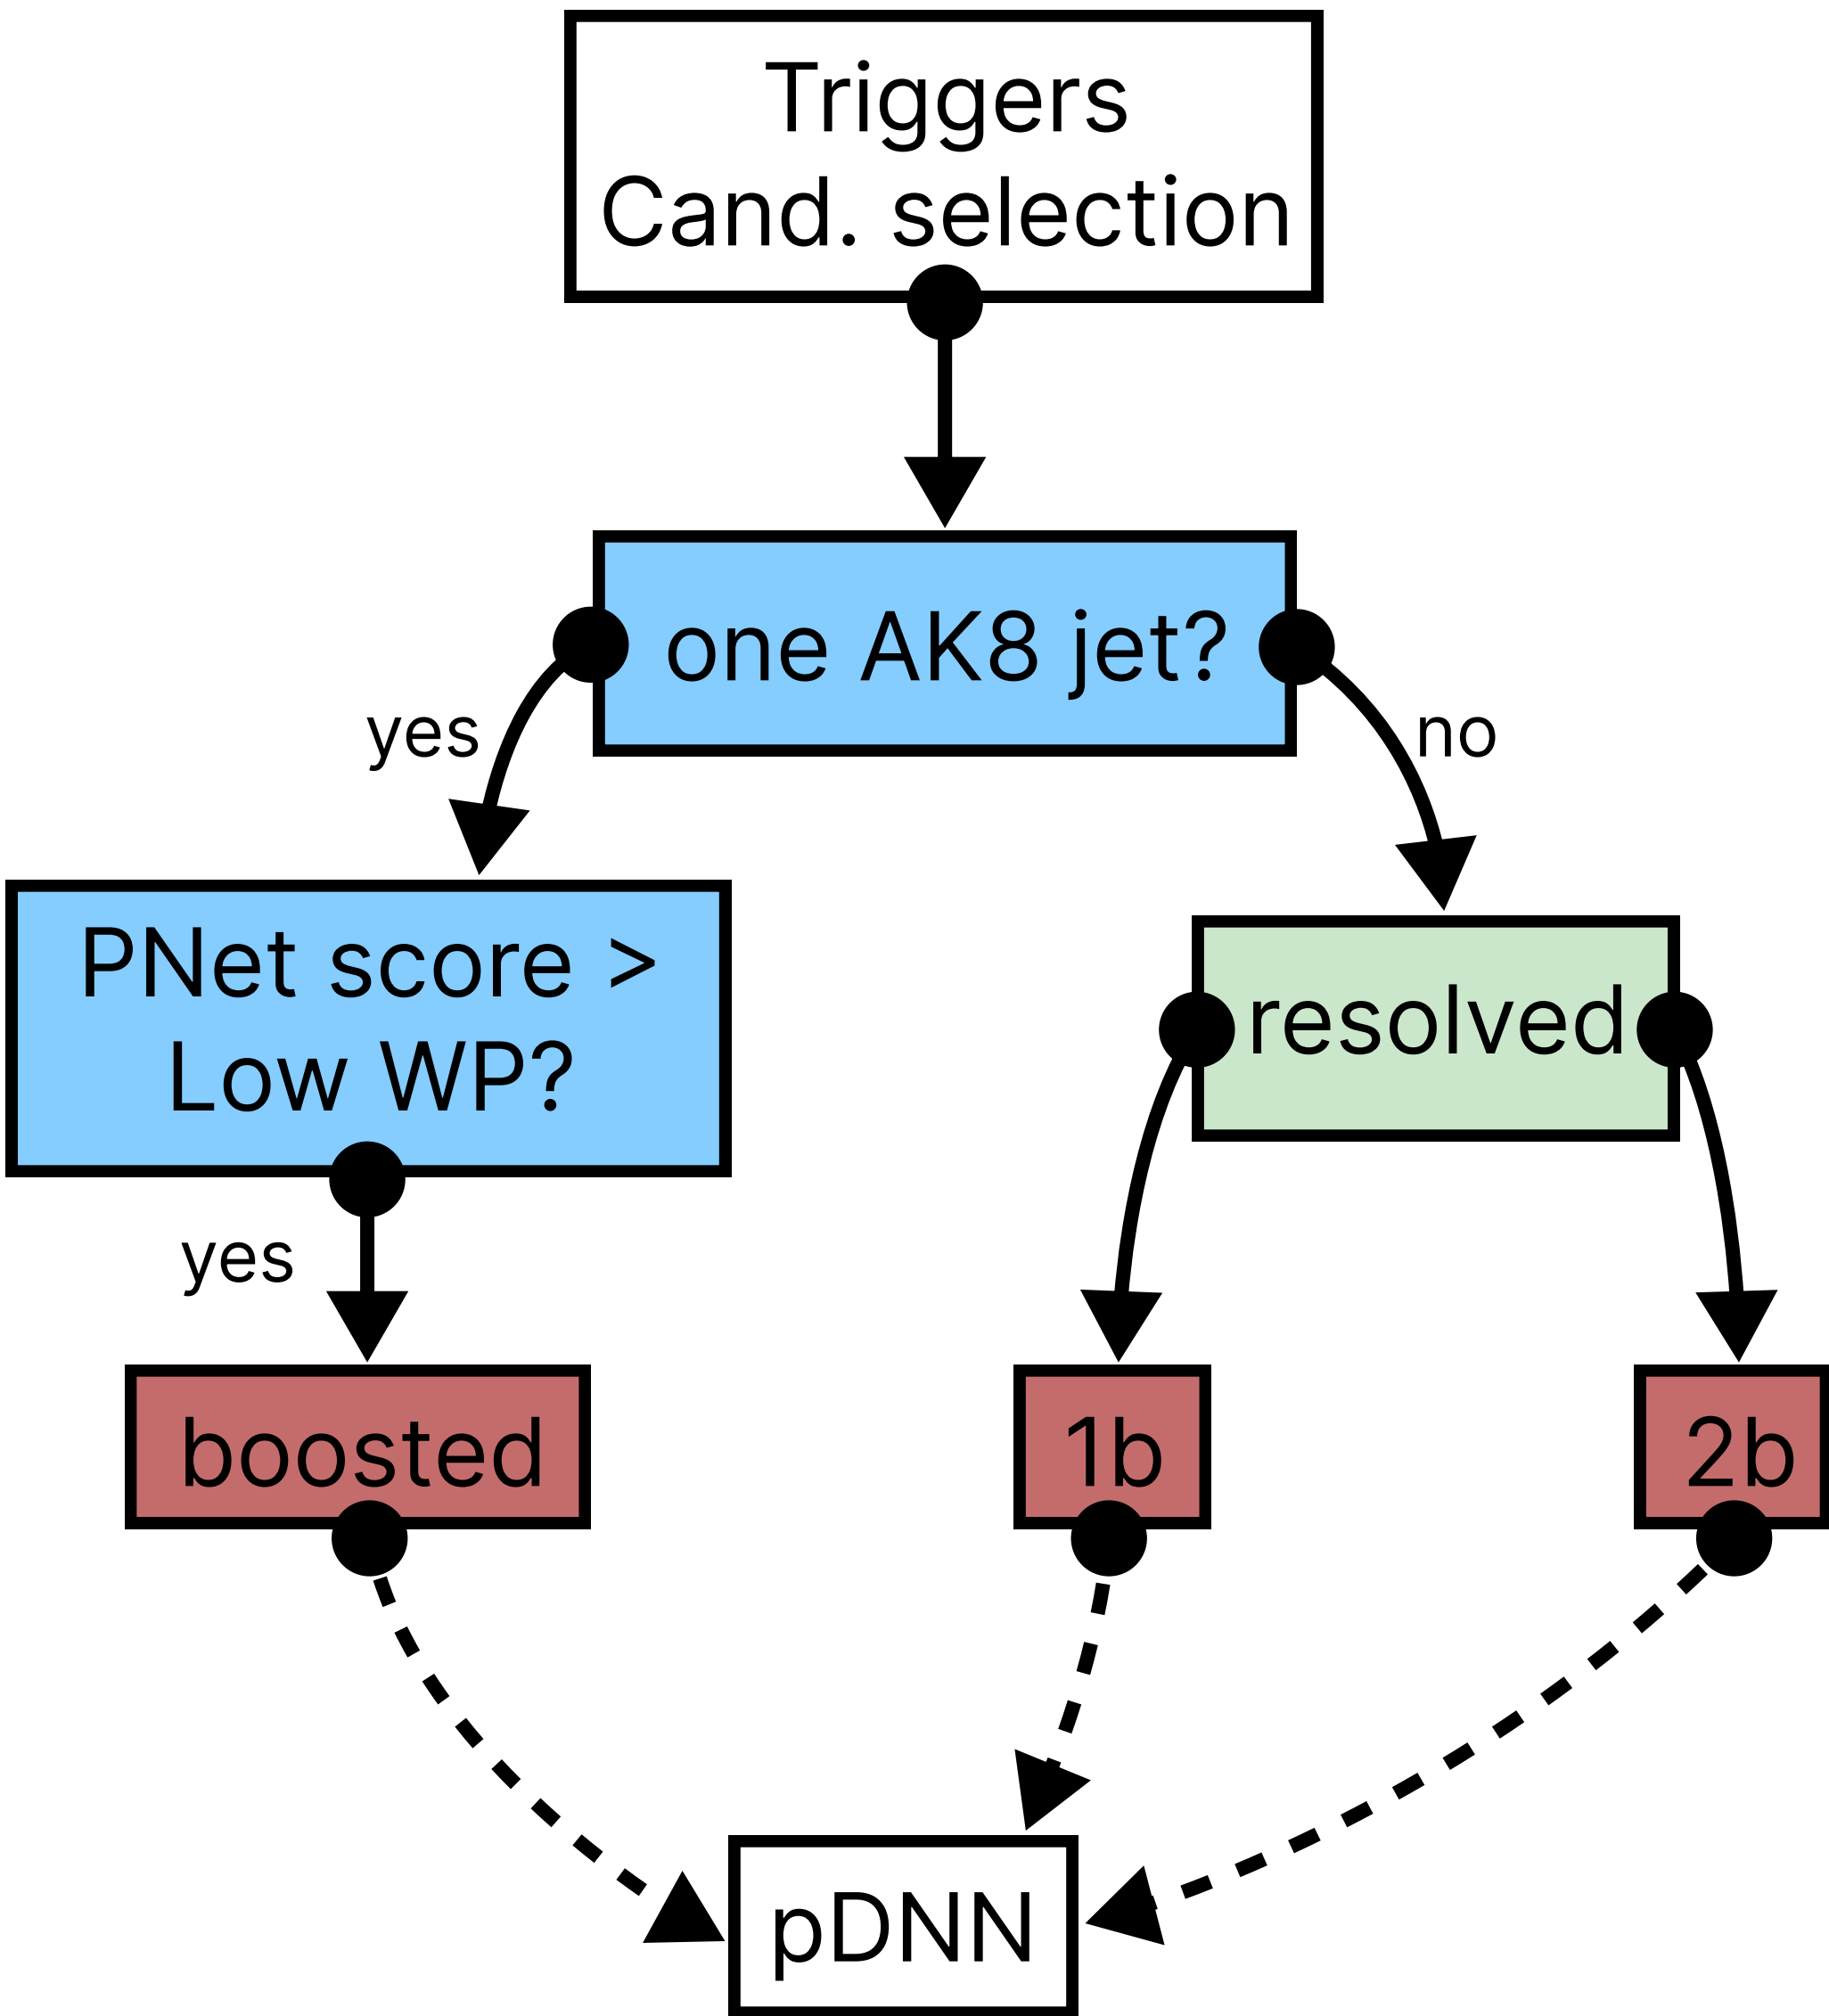 Triggers
Cand. selection
one AK8 jet?
yes
no
PNet score >
Low WP?
resolved
yes
boosted
1b
2b
pDNN